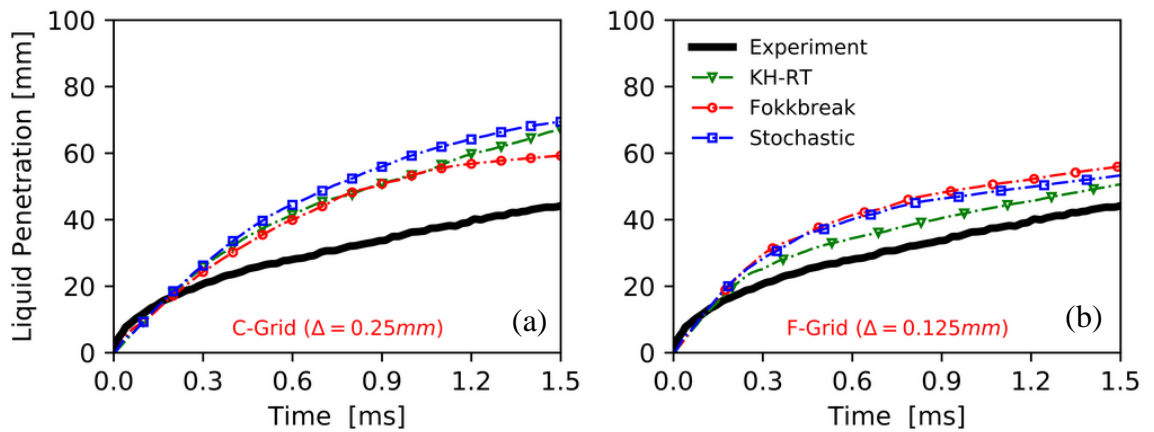 Liquid Penetration [mm]
100
80
60
40
20
0
C-Grid (Δ = 0.25mm)
(a)
0.0 0.3 0.6 0.9 1.2 1.5
Time [ms]
100
80
60
40
20
0
Experiment
KH-RT
Fokkbreak
Stochastic
F-Grid (Δ = 0.125mm)
(b)
0.0 0.3 0.6 0.9 1.2 1.5
Time [ms]